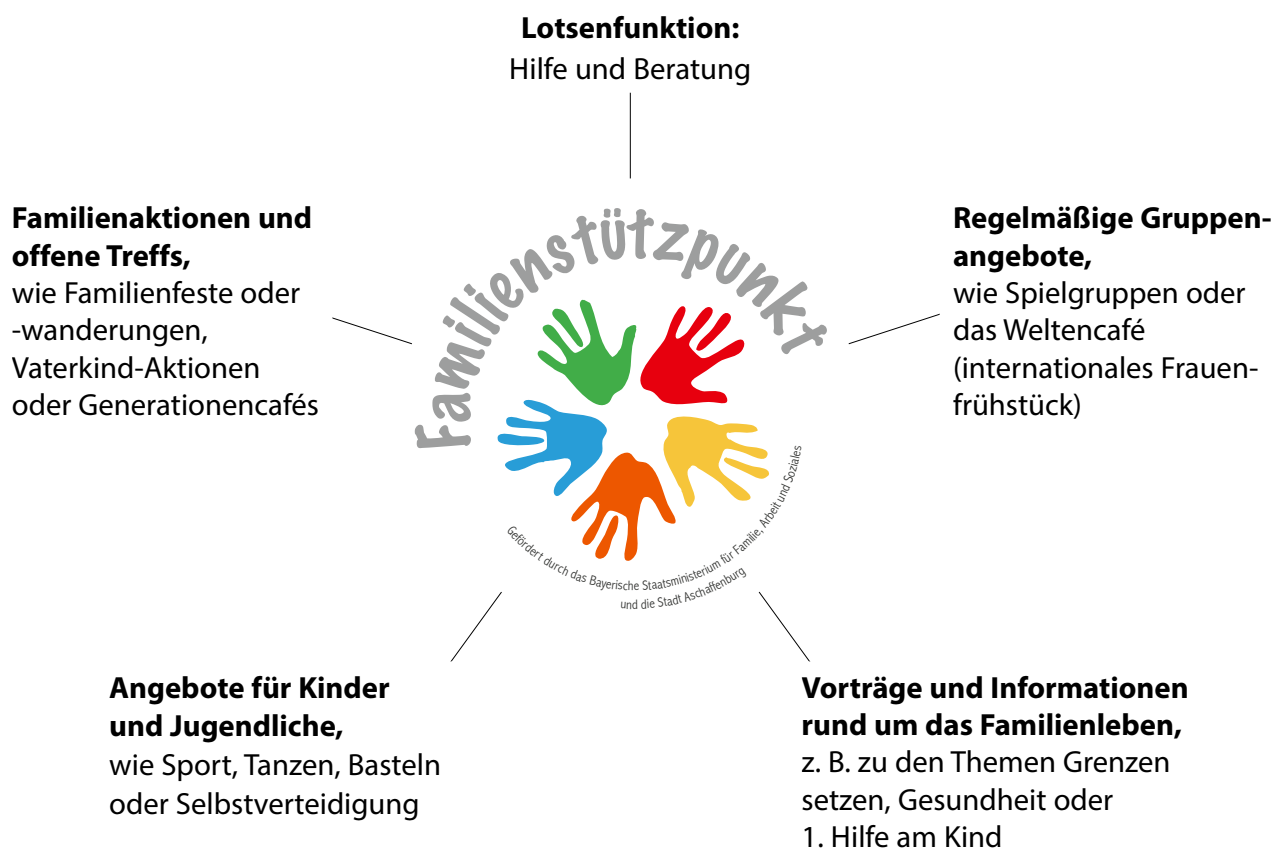 Lotsenfunktion:
Hilfe und Beratung
Familienaktionen und
offene Treffs,
wie Familienfeste oder
-wanderungen,
Vaterkind-Aktionen
oder Generationencafés
Familienstützpunkt
Gefördert durch das Bayerische Staatsministerium für Familie, Arbeit und Soziales
und die Stadt Aschaffenburg
Regelmäßige Gruppen-
angebote,
wie Spielgruppen oder
das Weltencafé
(internationales Frauen-
frühstück)
Angebote für Kinder
und Jugendliche,
wie Sport, Tanzen, Basteln
oder Selbstverteidigung
Vorträge und Informationen
rund um das Familienleben,
z. B. zu den Themen Grenzen
setzen, Gesundheit oder
1. Hilfe am Kind